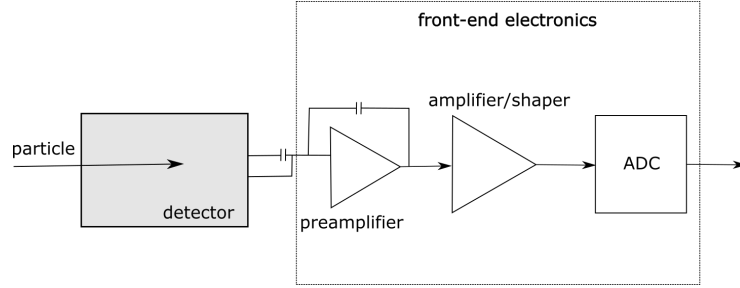 front-end electronics
amplifier/shaper
particle
ADC
detector
preamplifier